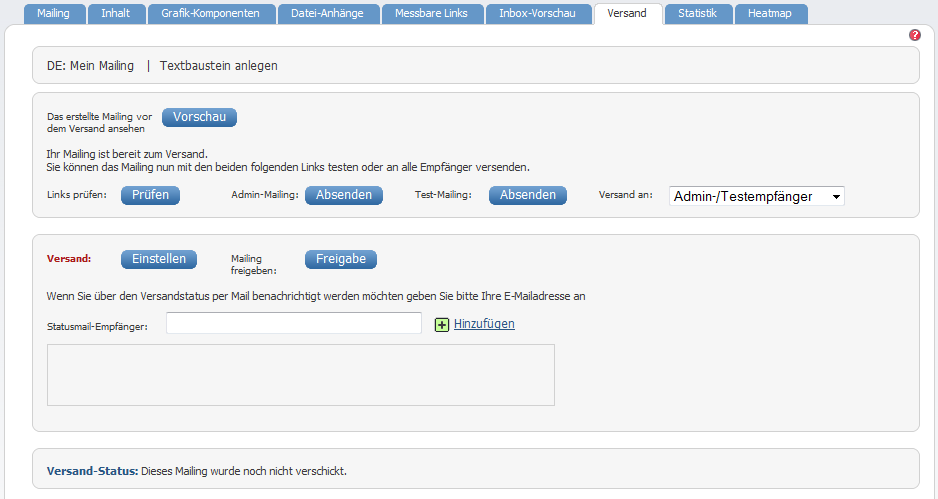 Mailing Inhalt Grafik-Komponenten Datei-Anhänge Messbare Links Inbox-Vorschau Versand Statistik Heatmap
?
DE: Mein Mailing | Textbaustein anlegen
Das erstellte Mailing vor
dem Versand ansehen
Vorschau
Ihr Mailing ist bereit zum Versand.
Sie können das Mailing nun mit den beiden folgenden Links testen oder an alle Empfänger versenden.
Links prüfen: Prüfen Admin-Mailing: Absenden Test-Mailing: Absenden Versand an: Admin-/Testempfänger
Versand: Einstellen
Mailing
freigeben:
Freigabe
Wenn Sie über den Versandstatus per Mail benachrichtigt werden möchten geben Sie bitte Ihre E-Mailadresse an
Statusmail-Empfänger: Hinzufügen
Versand-Status: Dieses Mailing wurde noch nicht verschickt.